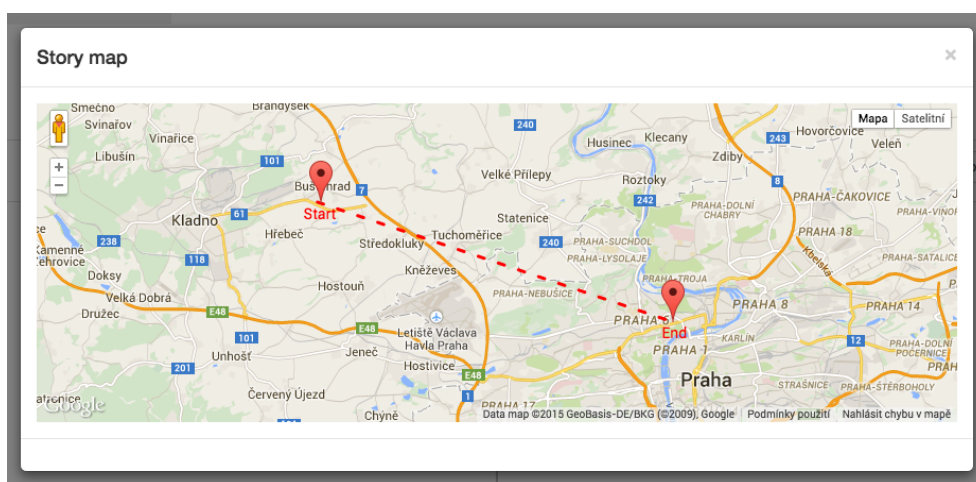 Story map
×
Smečno
Brandýsek
Svinařov
Vinařice
Libušín
101
240
Husinec
Klecany
243
Hovorčovice
Mapa
Satelitní
Veleň
Zdiby
+
−
7
Velké Přílepy
Roztoky
8
PRAHA-ČAKOVICE
242
PRAHA-DOLNÍ
CHABRY
Start
Kladno
61
Hřebeč
Statenice
PRAHA 18
238
Středokluky
Tuchoměřice
240
PRAHA-SUCHDOL
Kbelská
PRAHA-LYSOLAJE
118
Doksy
Kněževes
PRAHA-TROJA
Hostouň
PRAHA-NEBUŠICE
Velká Dobrá
Družec
E48
PRAHA 8
PRAHA 14
E48
Letiště Václava
Havla Praha
End
KARLÍN
12
PRAHA-DOLNÍ
POČERNICE
101
Unhošť
Jeneč
PRAHA 1
Hostivice
201
E48
Praha
STRAŠNICE
PRAHA-ŠTĚRBOHOLY
Červený Újezd
1
Chýně
PRAHA 17
Google
Data map ©2015 GeoBasis-DE/BKG (©2009), Google
Podmínky použití
Nahlásit chybu v mapě